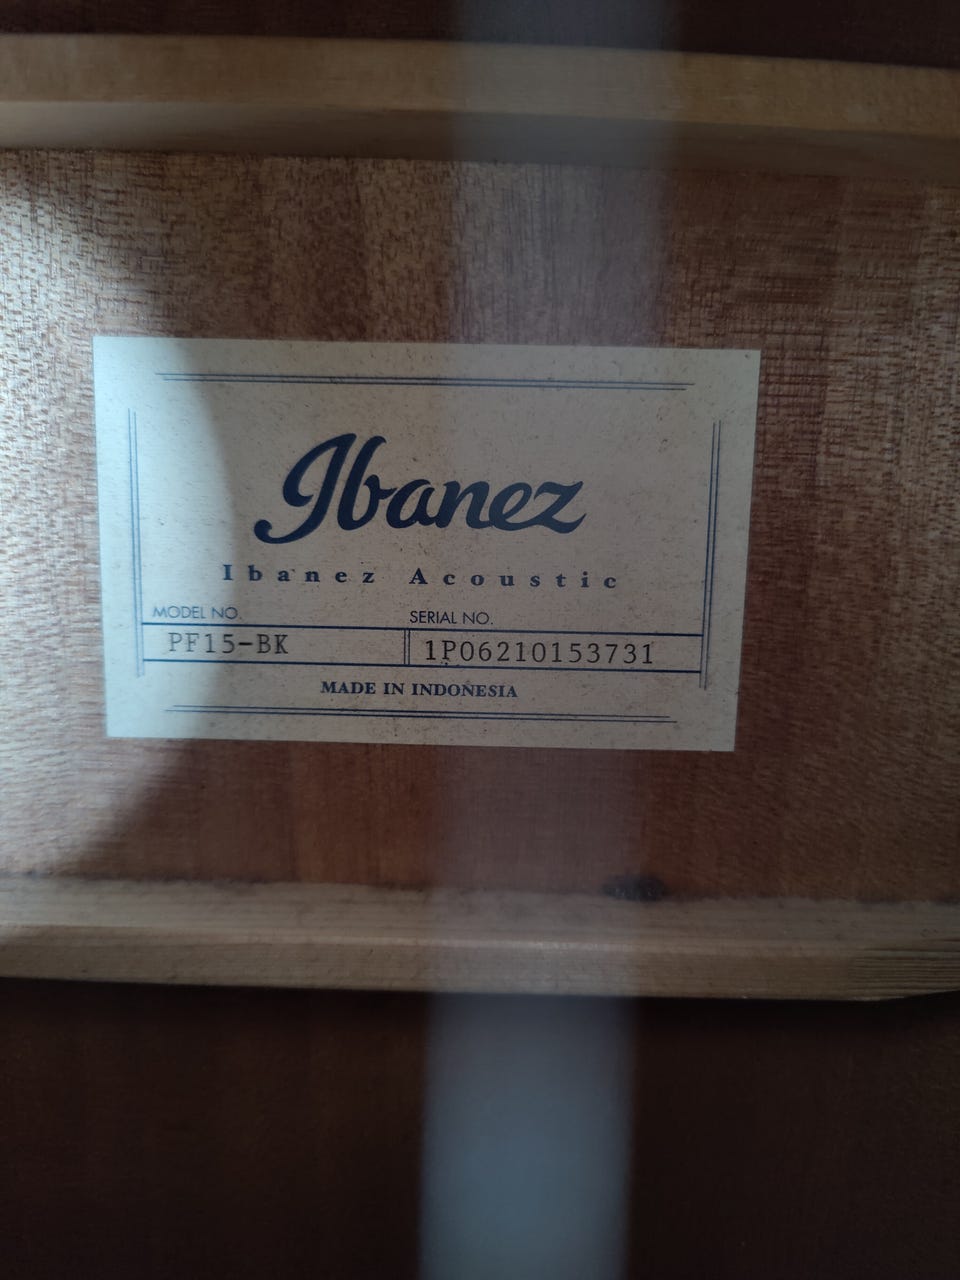 Ibanez
Ibanez Acoustic
MODEL NO. SERIAL NO.
PF15-BK 1P06210153731
MADE IN INDONESIA